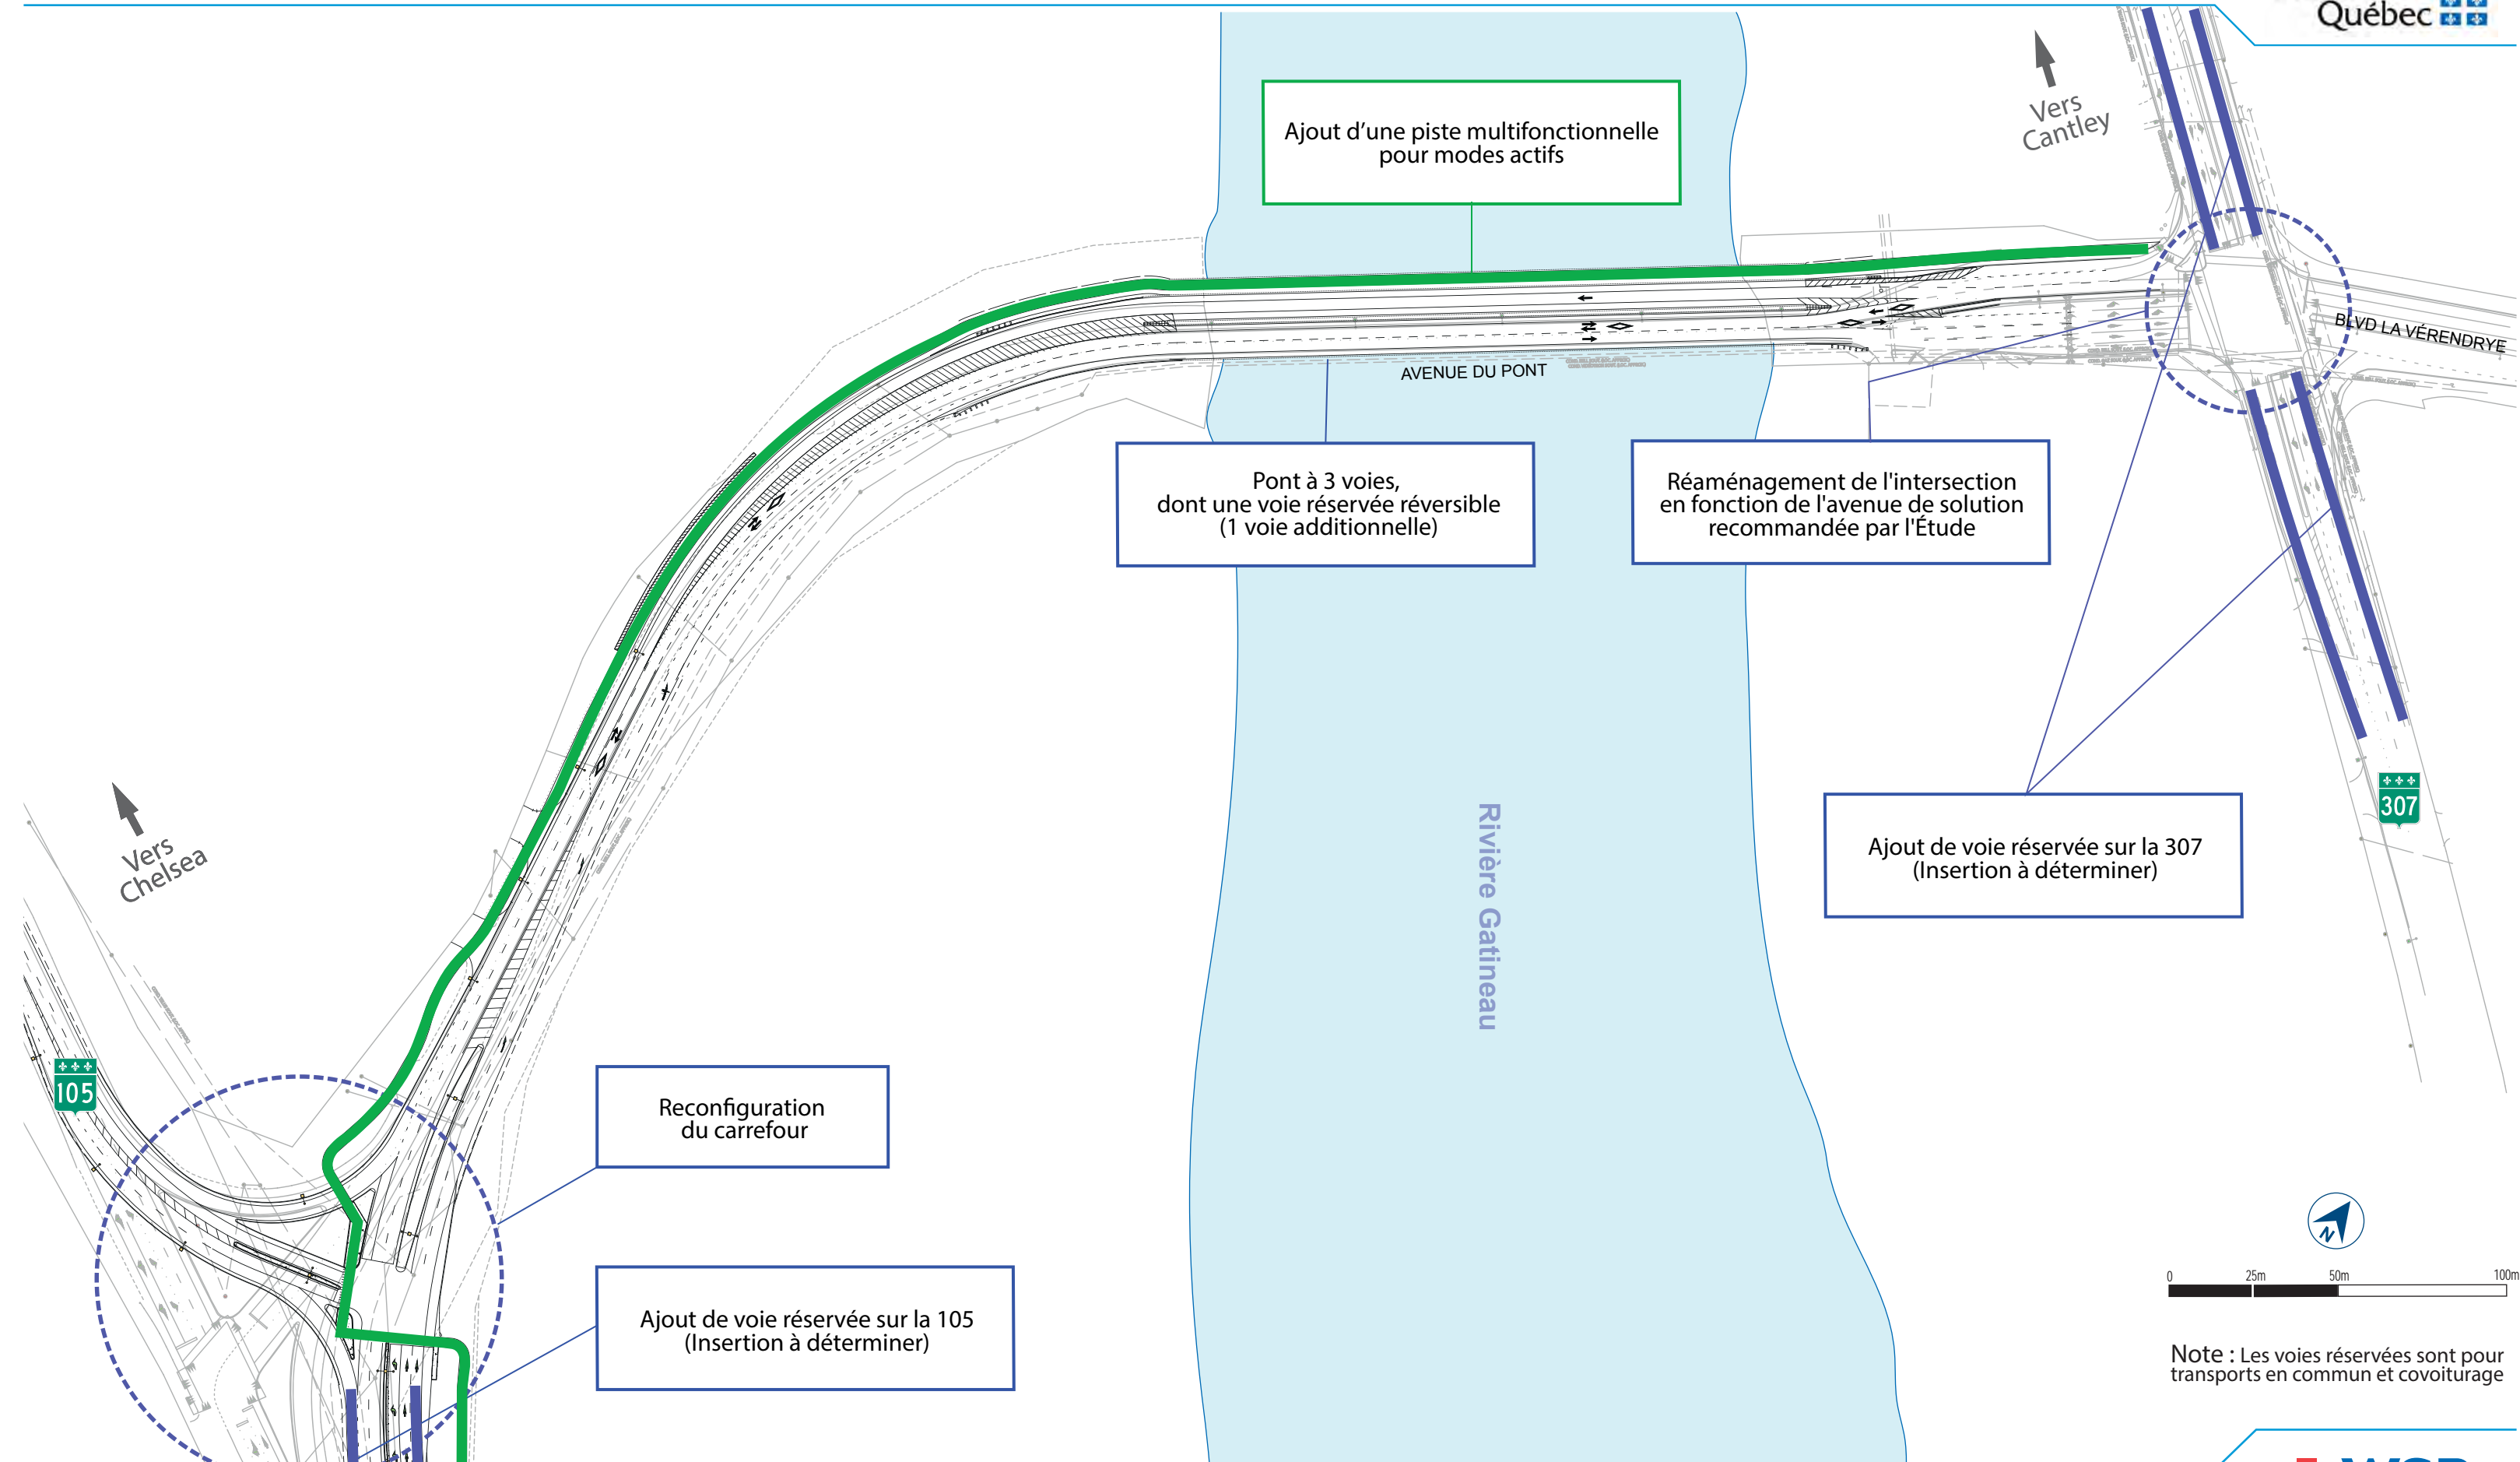 Québec
Vers
Cantley
Ajout d’une piste multifonctionnelle
pour modes actifs
BLVD LA VÉRENDRYE
AVENUE DU PONT
Pont à 3 voies,
dont une voie réservée réversible
(1 voie additionnelle)
Réaménagement de l'intersection
en fonction de l'avenue de solution
recommandée par l'Étude
Vers
Chelsea
Rivière Gatineau
307
Ajout de voie réservée sur la 307
(Insertion à déterminer)
105
Reconfiguration
du carrefour
Ajout de voie réservée sur la 105
(Insertion à déterminer)
N
0 25m 50m 100m
Note : Les voies réservées sont pour
transports en commun et covoiturage
WSP